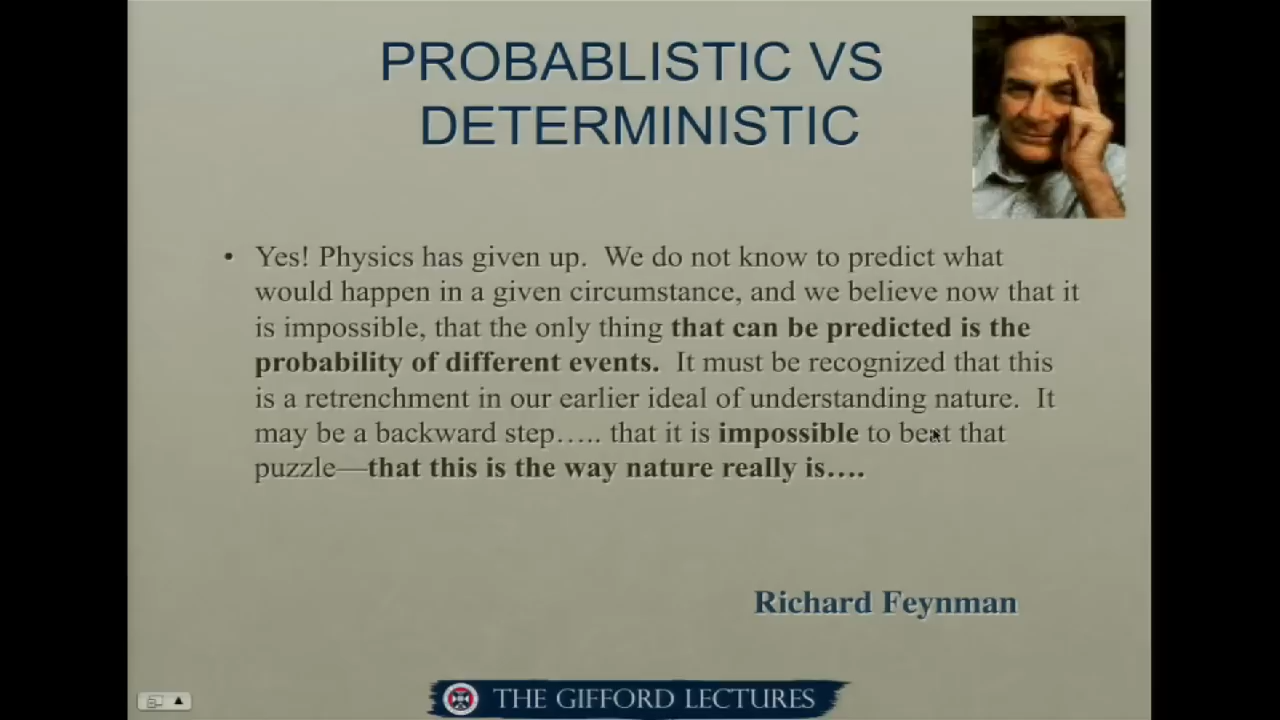 PROBABLISTIC VS
DETERMINISTIC
• Yes! Physics has given up. We do not know to predict what
would happen in a given circumstance, and we believe now that it
is impossible, that the only thing that can be predicted is the
probability of different events. It must be recognized that this
is a retrenchment in our earlier ideal of understanding nature. It
may be a backward step….. that it is impossible to beat that
puzzle—that this is the way nature really is….
Richard Feynman
THE GIFFORD LECTURES